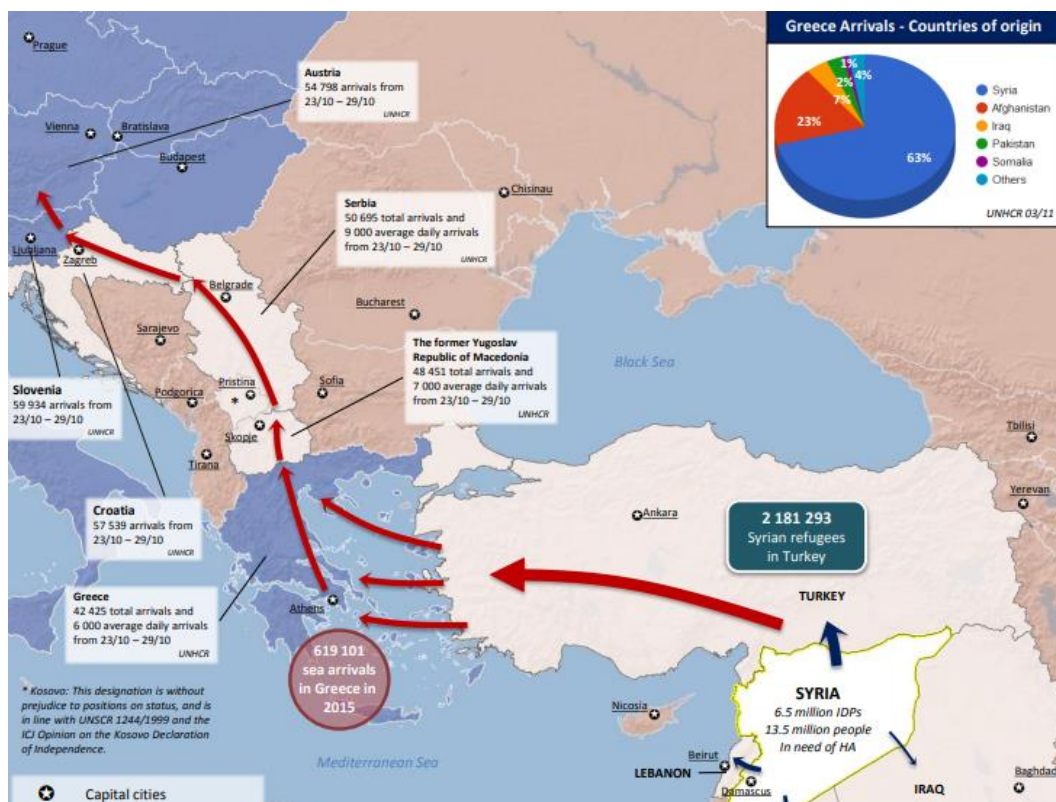 Greece Arrivals - Countries of origin
1%
2%
4%
7%
23%
63%
Syria
Afghanistan
Iraq
Pakistan
Somalia
Others
UNHCR 03/11
Prague
Austria
54 798 arrivals from
23/10 – 29/10
UNHCR
Vienna
Bratislava
Budapest
Chisinau
Serbia
50 695 total arrivals and
9 000 average daily arrivals
from 23/10 – 29/10
UNHCR
Ljubljana
Zagreb
Belgrade
Bucharest
Sarajevo
The former Yugoslav
Republic of Macedonia
48 451 total arrivals and
7 000 average daily arrivals
from 23/10 – 29/10
UNHCR
Black Sea
Slovenia
59 934 arrivals from
23/10 – 29/10
UNHCR
Podgorica
Pristina
*
Sofia
Skopje
Tirana
Tbilisi
Yerevan
Croatia
57 539 arrivals from
23/10 – 29/10
UNHCR
Ankara
2 181 293
Syrian refugees
in Turkey
TURKEY
Greece
42 425 total arrivals and
6 000 average daily arrivals
from 23/10 – 29/10
UNHCR
Athens
619 101
sea arrivals
in Greece in
2015
* Kosovo: This designation is without
prejudice to positions on status, and is
in line with UNSCR 1244/1999 and the
ICJ Opinion on the Kosovo Declaration
of Independence.
Mediterranean Sea
Nicosia
SYRIA
6.5 million IDPs
13.5 million people
In need of HA
Beirut
LEBANON
Damascus
IRAQ
Baghdad
Capital cities